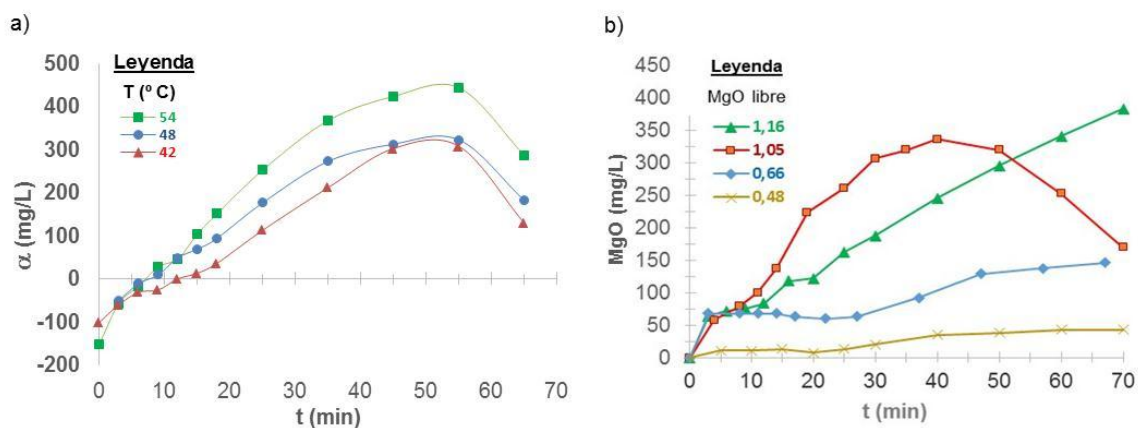 a)
Leyenda
T (º C)
54
48
42
500
400
300
200
100
0
-100
-200
α (mg/L)
0 10 20 30 40 50 60 70
t (min)
b)
Leyenda
MgO libre
1,16
1,05
0,66
0,48
450
400
350
300
250
200
150
100
50
0
MgO (mg/L)
0 10 20 30 40 50 60 70
t (min)